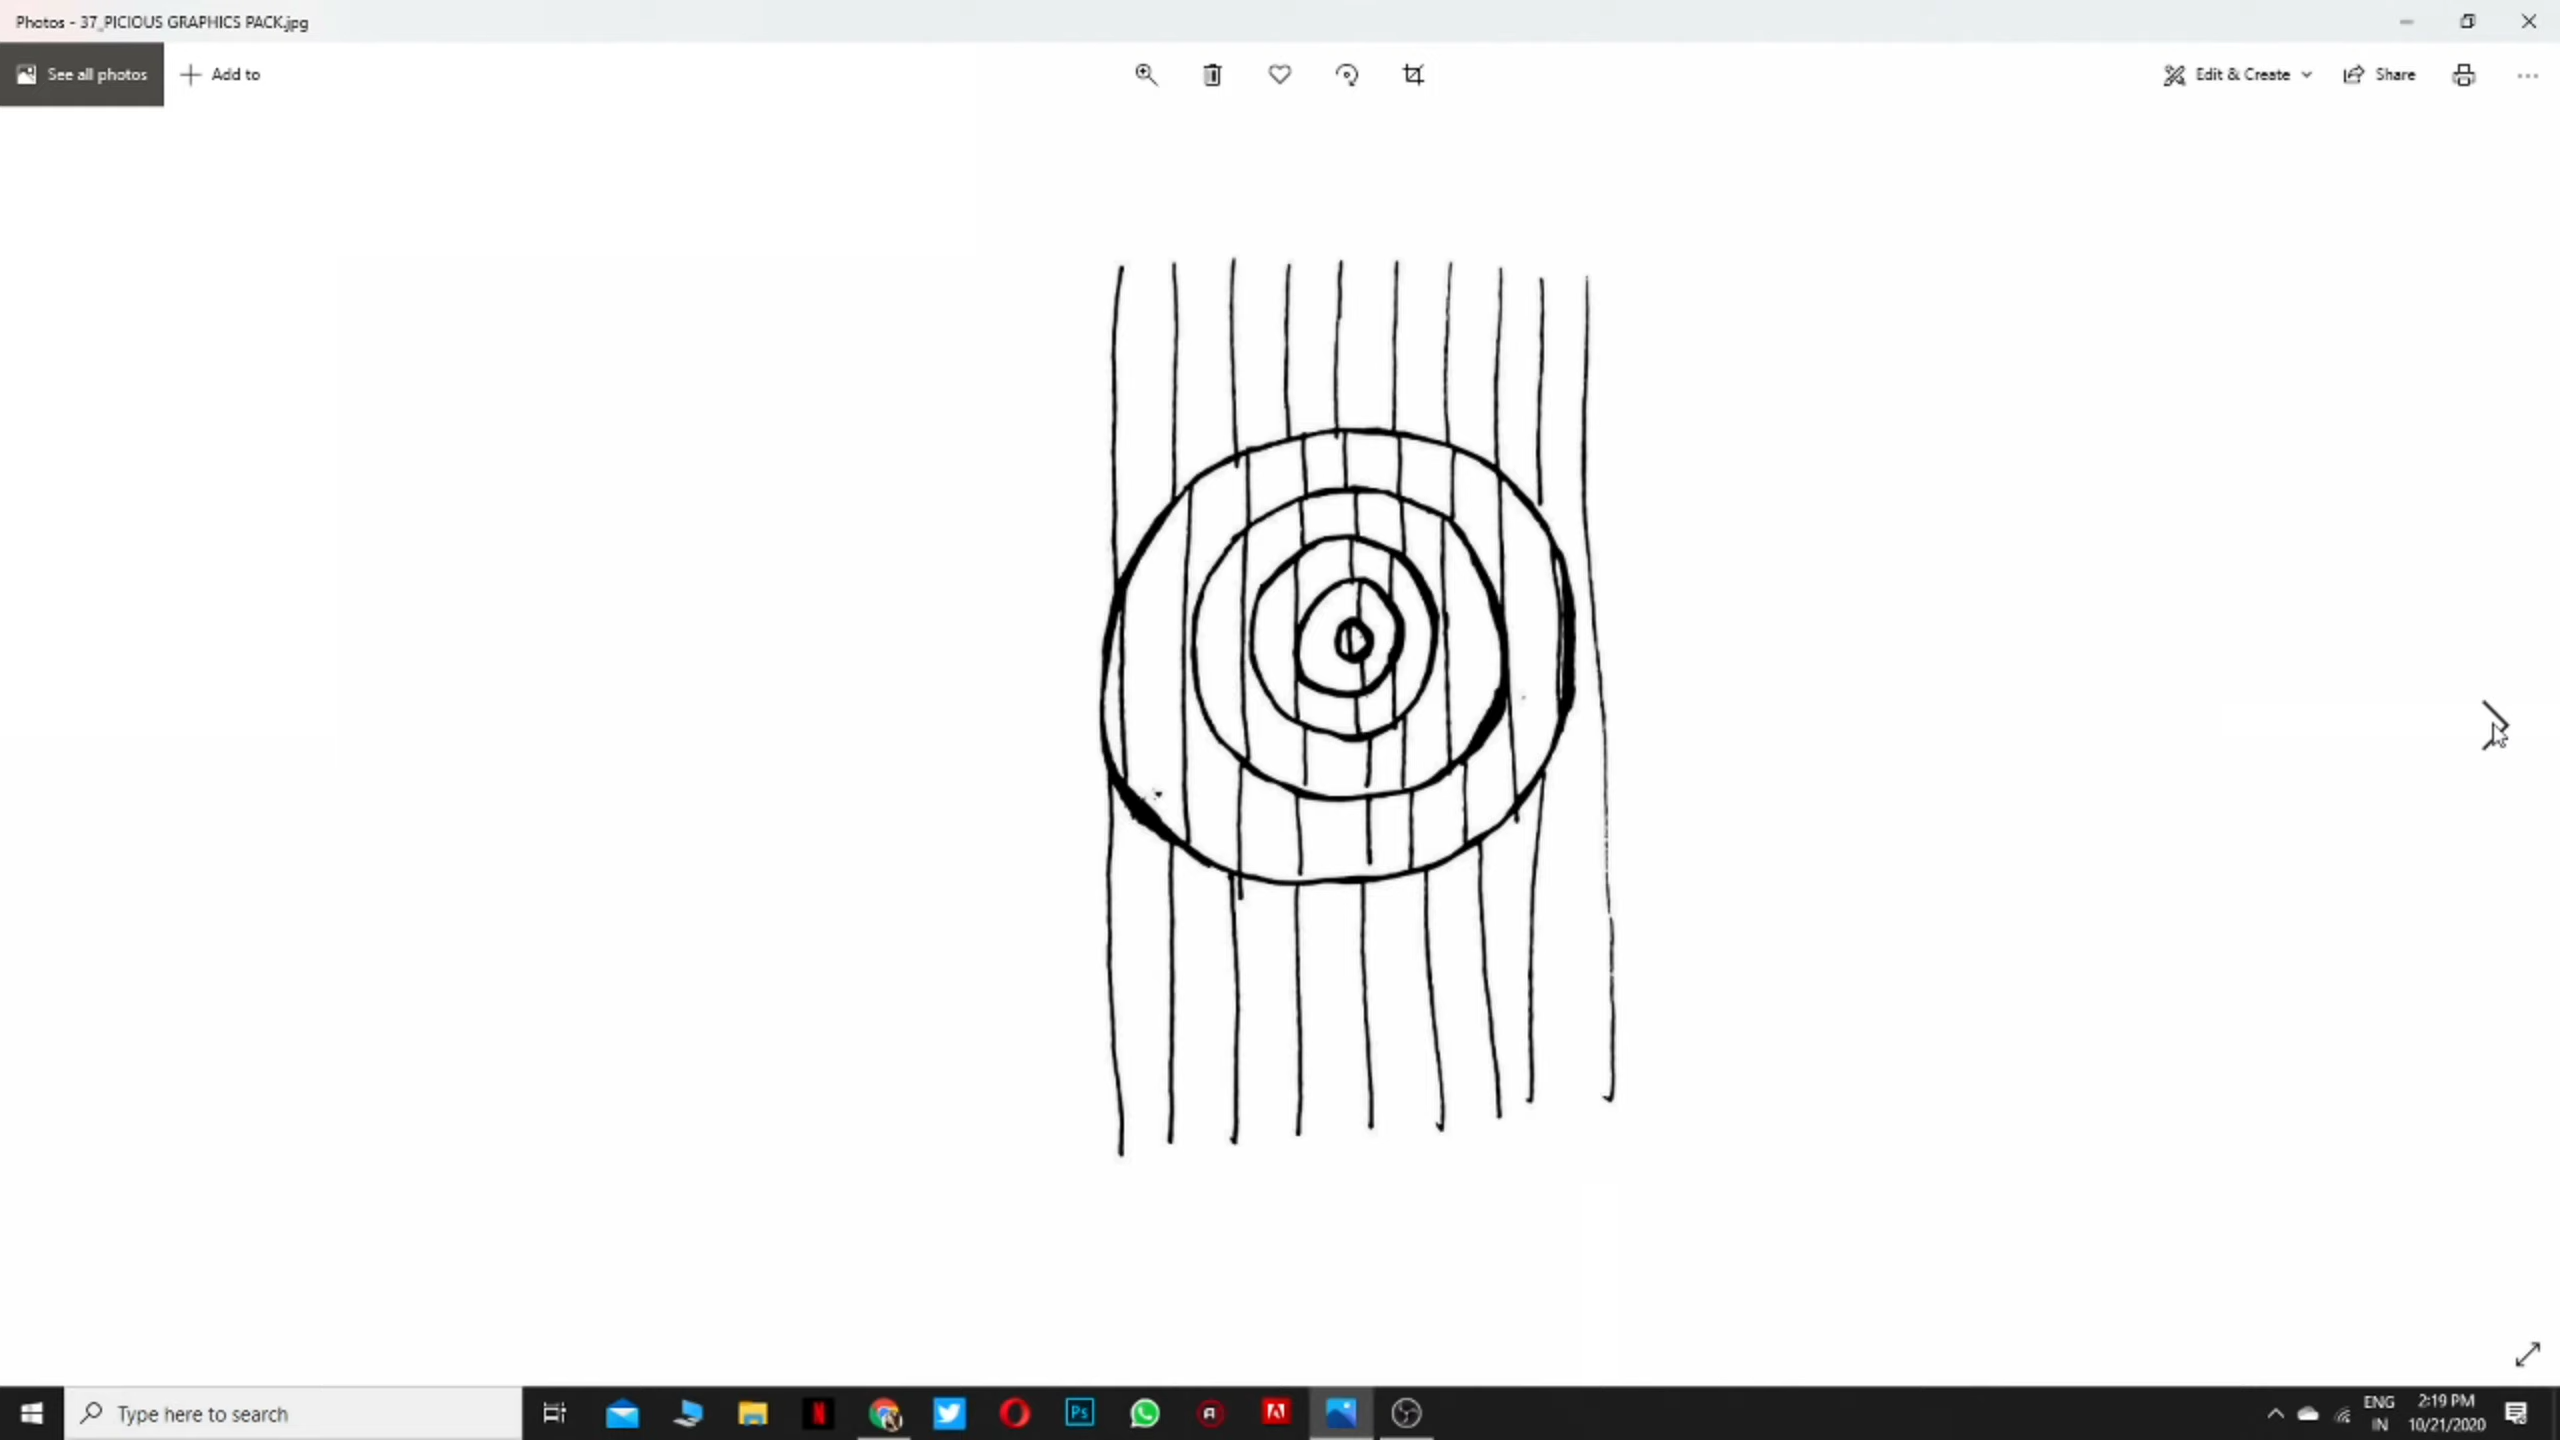 Photos - 37_PICIOUS GRAPHICS PACK.jpg
See all photos
Add to
Edit & Create
Share
Type here to search
Ps
ENG
IN
2:19 PM
10/21/2020